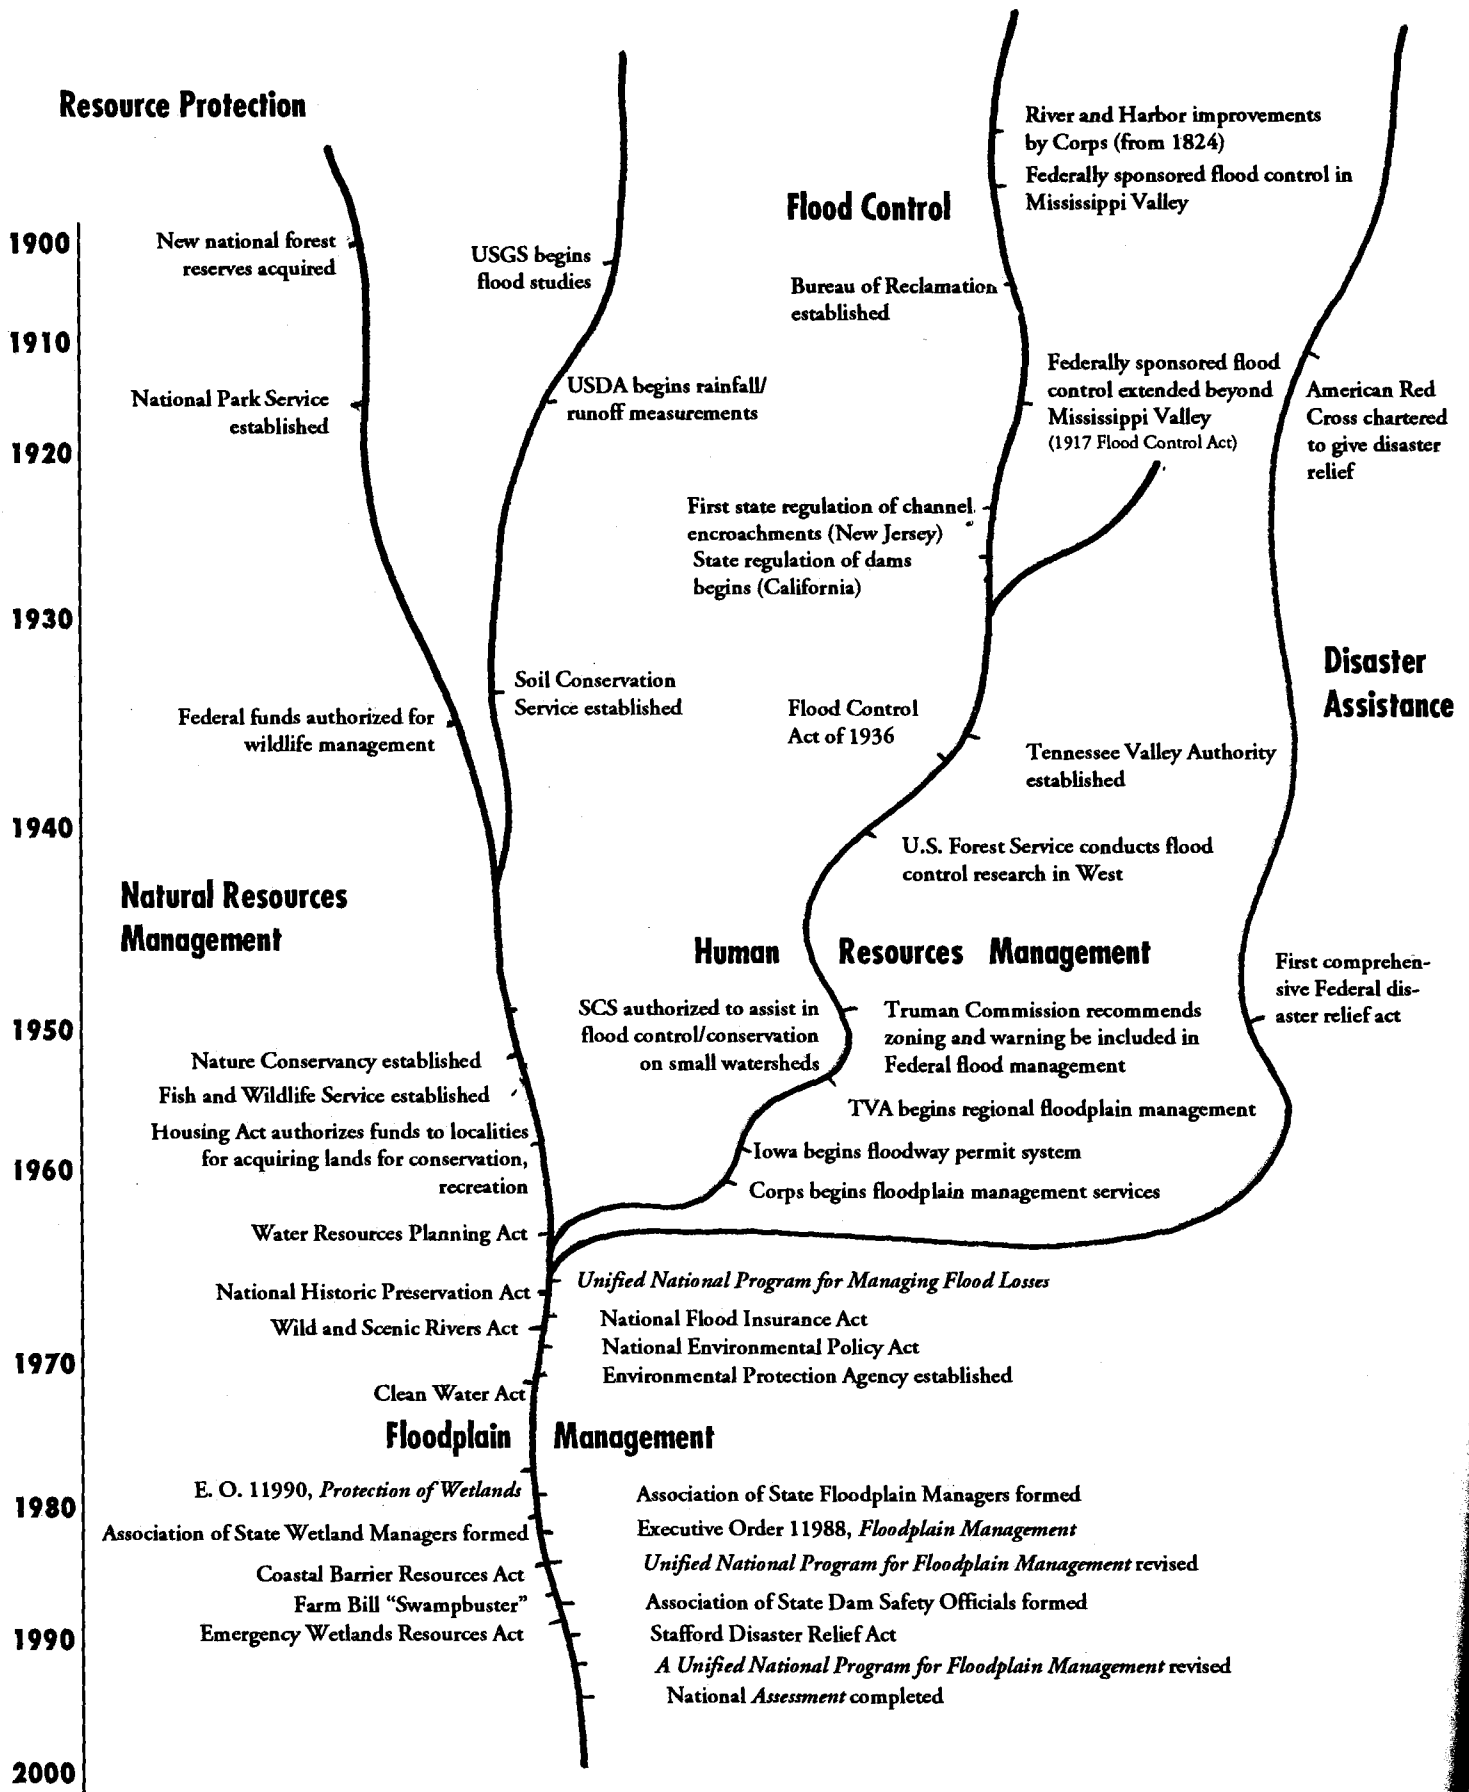 Resource Protection
1900
1910
1920
1930
1940
1950
1960
1970
1980
1990
2000
New national forest
reserves acquired
National Park Service
established
Federal funds authorized for
wildlife management
USGS begins
flood studies
USDA begins rainfall/
runoff measurements
Soil Conservation
Service established
Natural Resources
Management
Flood Control
River and Harbor improvements
by Corps (from 1824)
Federally sponsored flood control in
Mississippi Valley
Bureau of Reclamation
established
Federally sponsored flood
control extended beyond
Mississippi Valley
(1917 Flood Control Act)
First state regulation of channel
encroachments (New Jersey)
State regulation of dams
begins (California)
Flood Control
Act of 1936
Tennessee Valley Authority
established
U.S. Forest Service conducts flood
control research in West
American Red
Cross chartered
to give disaster
relief
Disaster
Assistance
First comprehen-
sive Federal dis-
aster relief act
Human Resources Management
SCS authorized to assist in
flood control/conservation
on small watersheds
Truman Commission recommends
zoning and warning be included in
Federal flood management
TVA begins regional floodplain management
Iowa begins floodway permit system
Corps begins floodplain management services
Nature Conservancy established
Fish and Wildlife Service established
Housing Act authorizes funds to localities
for acquiring lands for conservation,
recreation
Water Resources Planning Act
National Historic Preservation Act
Wild and Scenic Rivers Act
Clean Water Act
Unified National Program for Managing Flood Losses
National Flood Insurance Act
National Environmental Policy Act
Environmental Protection Agency established
Floodplain Management
E. O. 11990, Protection of Wetlands
Association of State Wetland Managers formed
Coastal Barrier Resources Act
Farm Bill “Swampbuster”
Emergency Wetlands Resources Act
Association of State Floodplain Managers formed
Executive Order 11988, Floodplain Management
Unified National Program for Floodplain Management revised
Association of State Dam Safety Officials formed
Stafford Disaster Relief Act
A Unified National Program for Floodplain Management revised
National Assessment completed